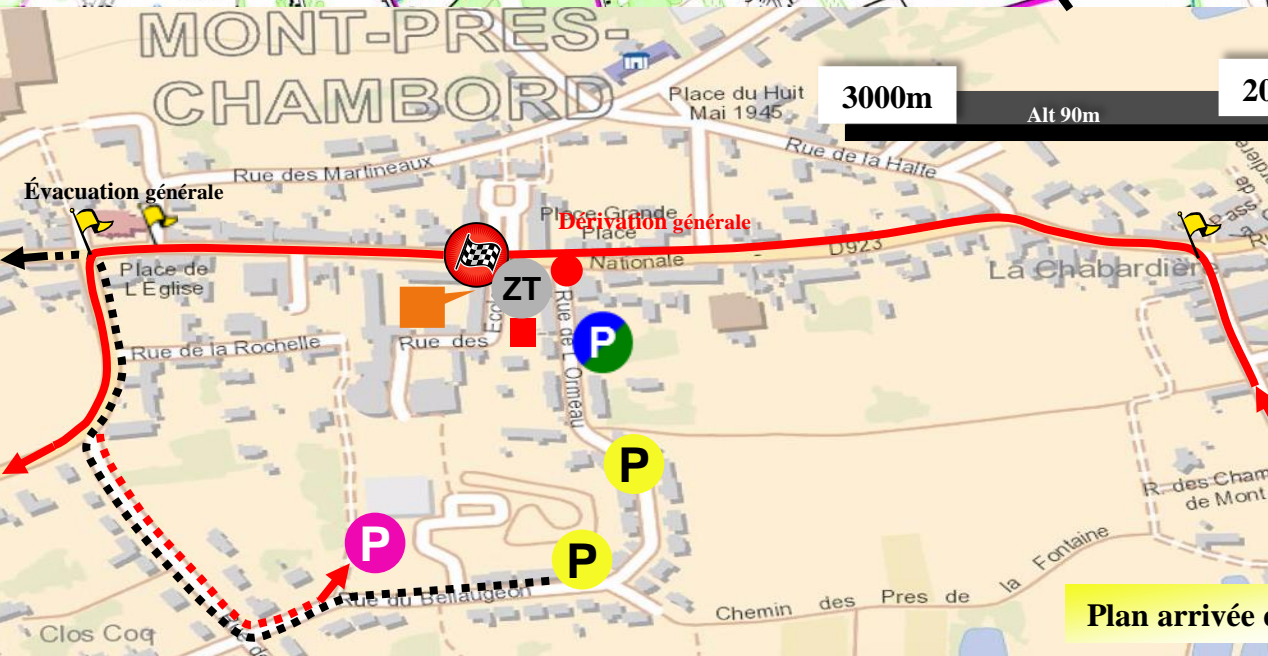 MONT-PRES-
CHAMBORD
Place du Huit
Mai 1945
3000m
Alt 90m
Rue des Martineaux
Rue de la Halte
Évacuation générale
Place Grande
Place
Nationale
Dérivation générale
D923
La Chabardière
Place de
L'Église
ZT
Rue de la Rochelle
Rue des
Rue de L'Ormeau
P
P
P
P
R. des Cham
de Mont
Rue du Bellaugeon
Chemin des Pres de la Fontaine
Clos Coq
Plan arrivée